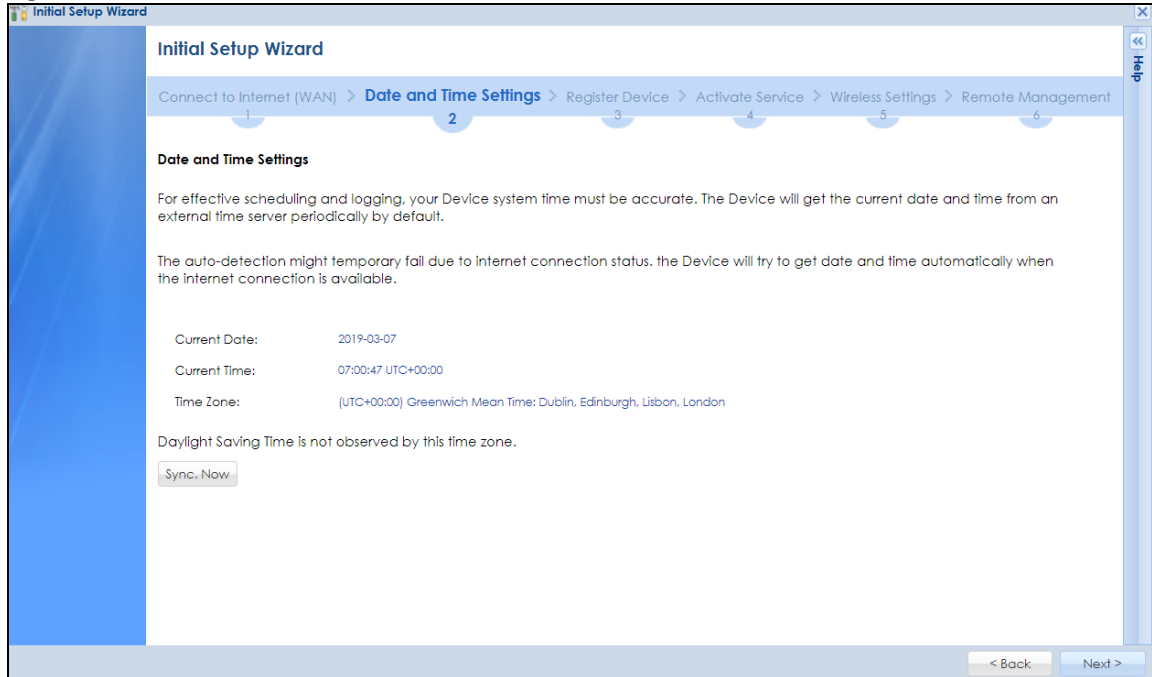 Initial Setup Wizard
Help
Initial Setup Wizard
Connect to Internet (WAN) > Date and Time Settings > Register Device > Activate Service > Wireless Settings > Remote Management
1 2 3 4 5 6
Date and Time Settings
For effective scheduling and logging, your Device system time must be accurate. The Device will get the current date and time from an
external time server periodically by default.
The auto-detection might temporary fail due to internet connection status. the Device will try to get date and time automatically when
the internet connection is available.
Current Date: 2019-03-07
Current Time: 07:00:47 UTC+00:00
Time Zone: (UTC+00:00) Greenwich Mean Time: Dublin, Edinburgh, Lisbon, London
Daylight Saving Time is not observed by this time zone.
Sync. Now
< Back Next >